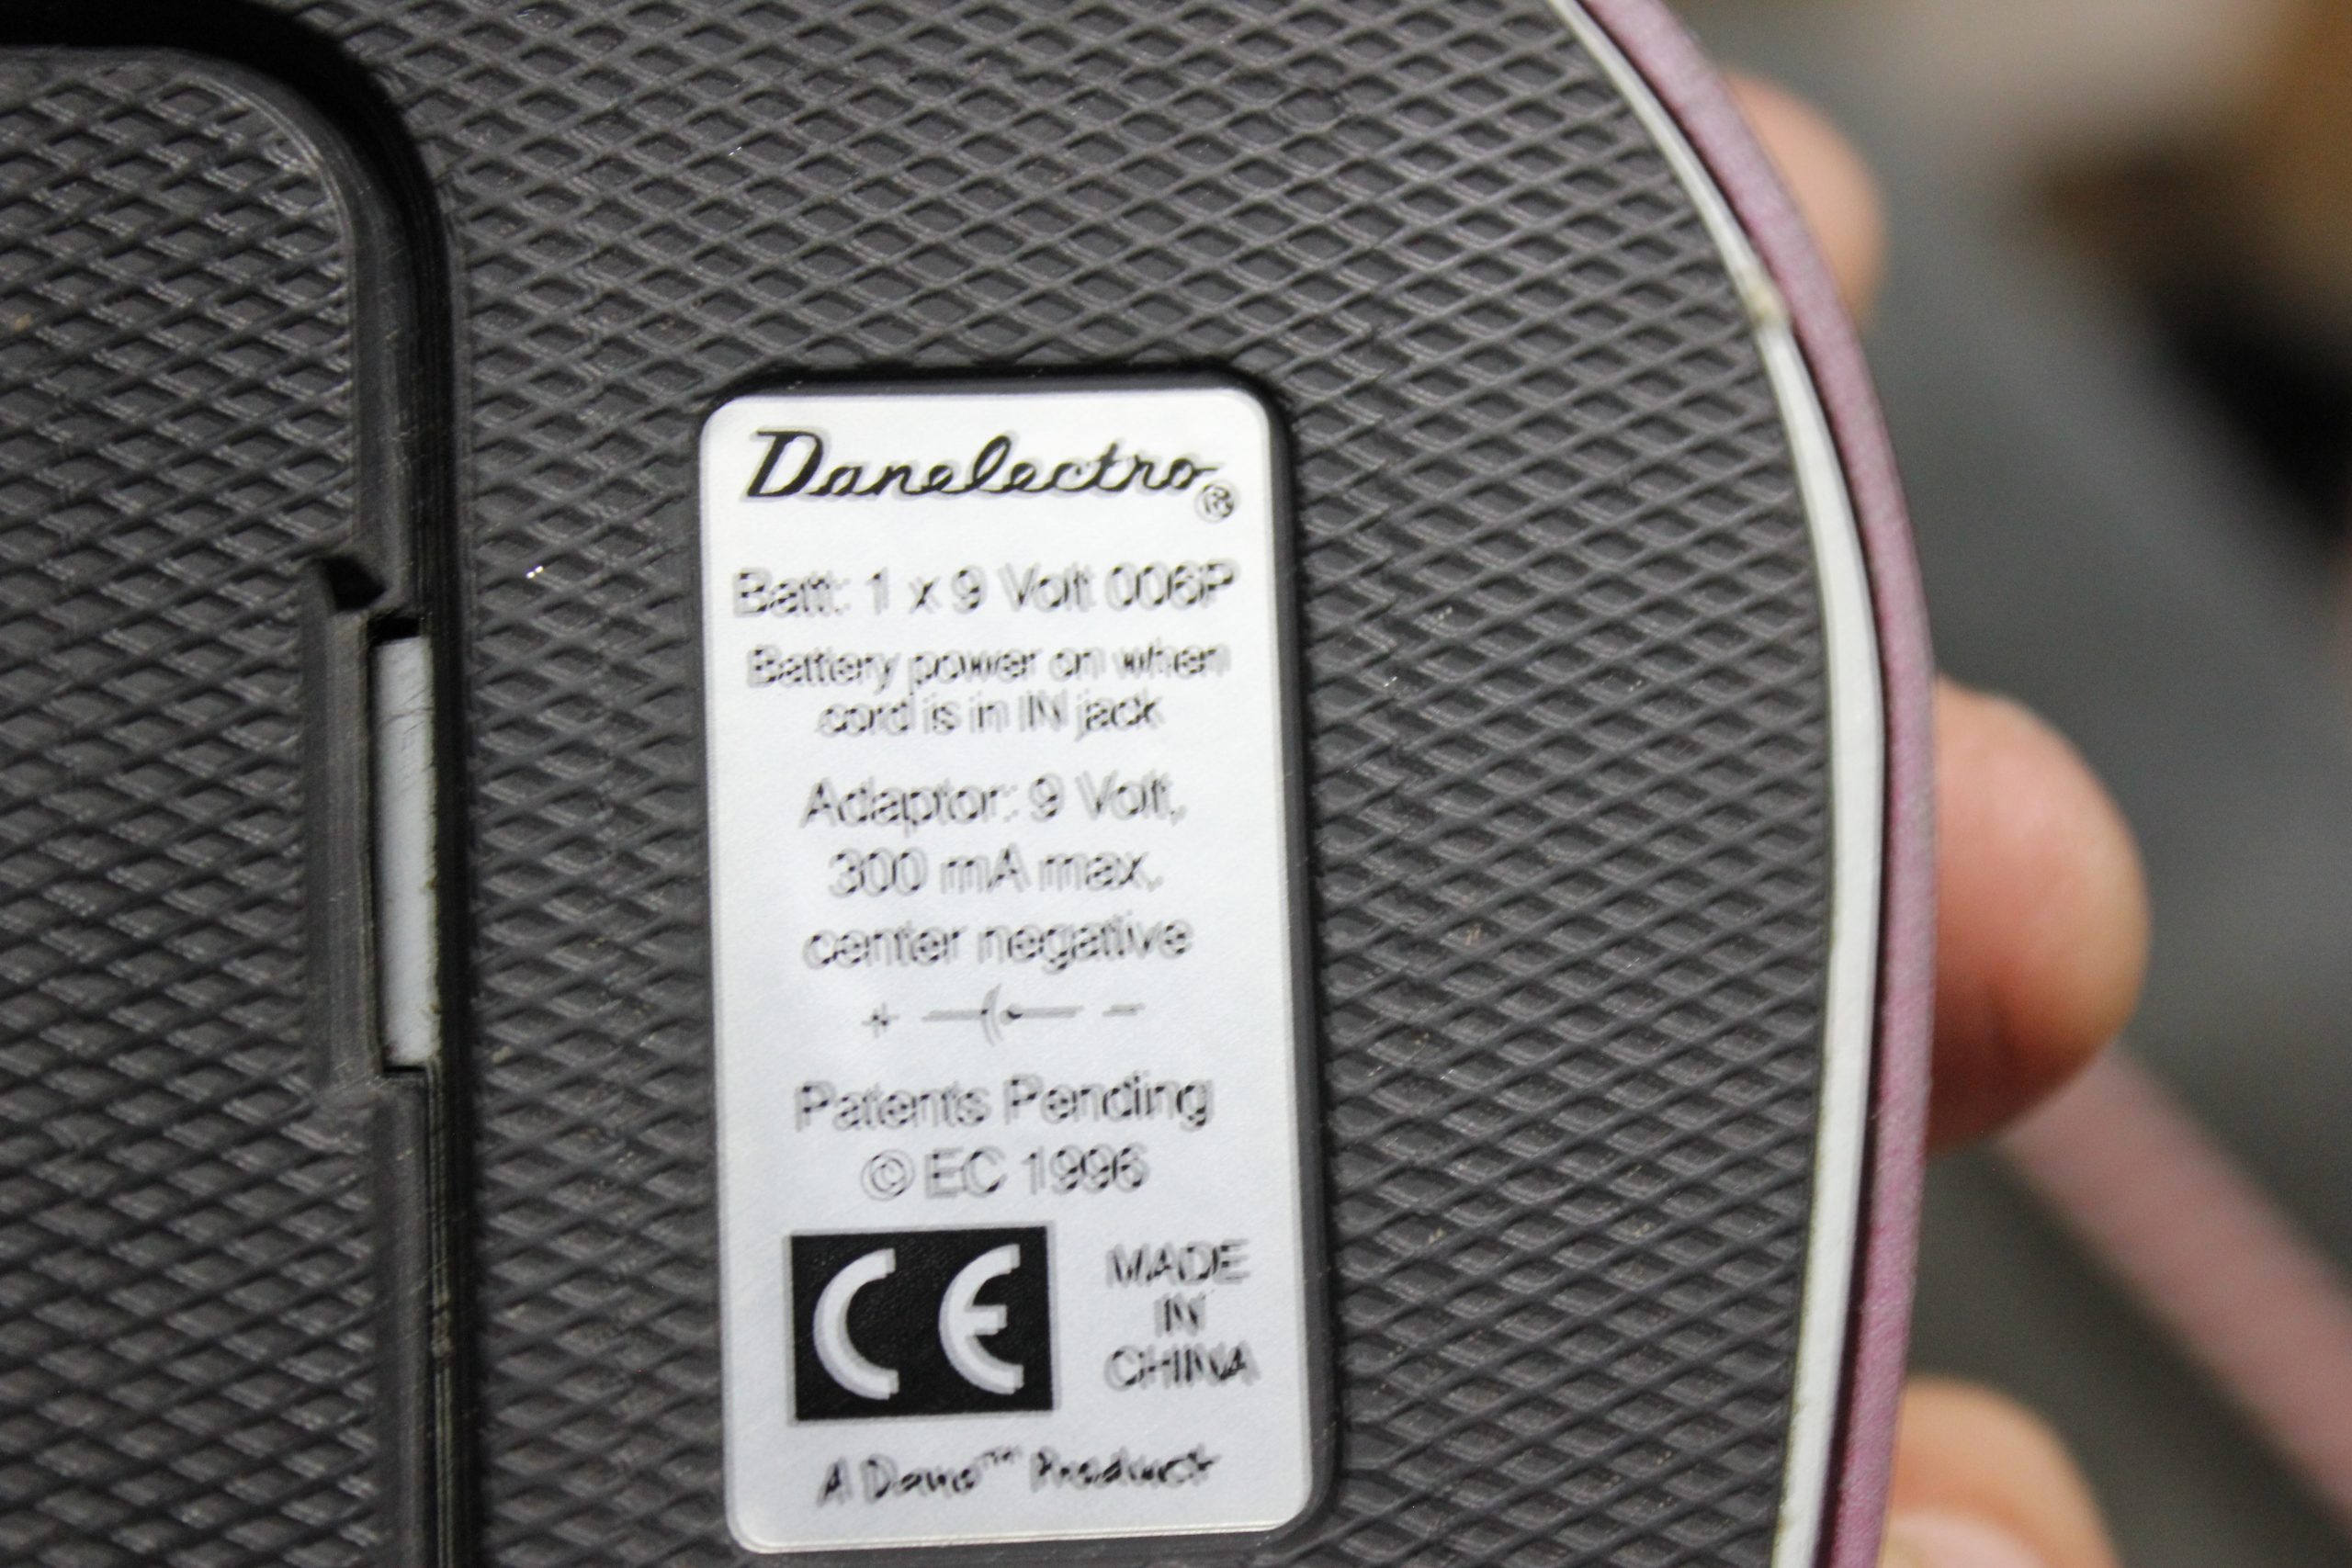 Danelectro®
Batt: 1 x 9 Volt 006P
Battery power on when
cord is in IN jack
Adaptor: 9 Volt,
300 mA max,
center negative
+ -
Patents Pending
© EC 1996
CE
MADE
IN
CHINA
A Dano™ Product